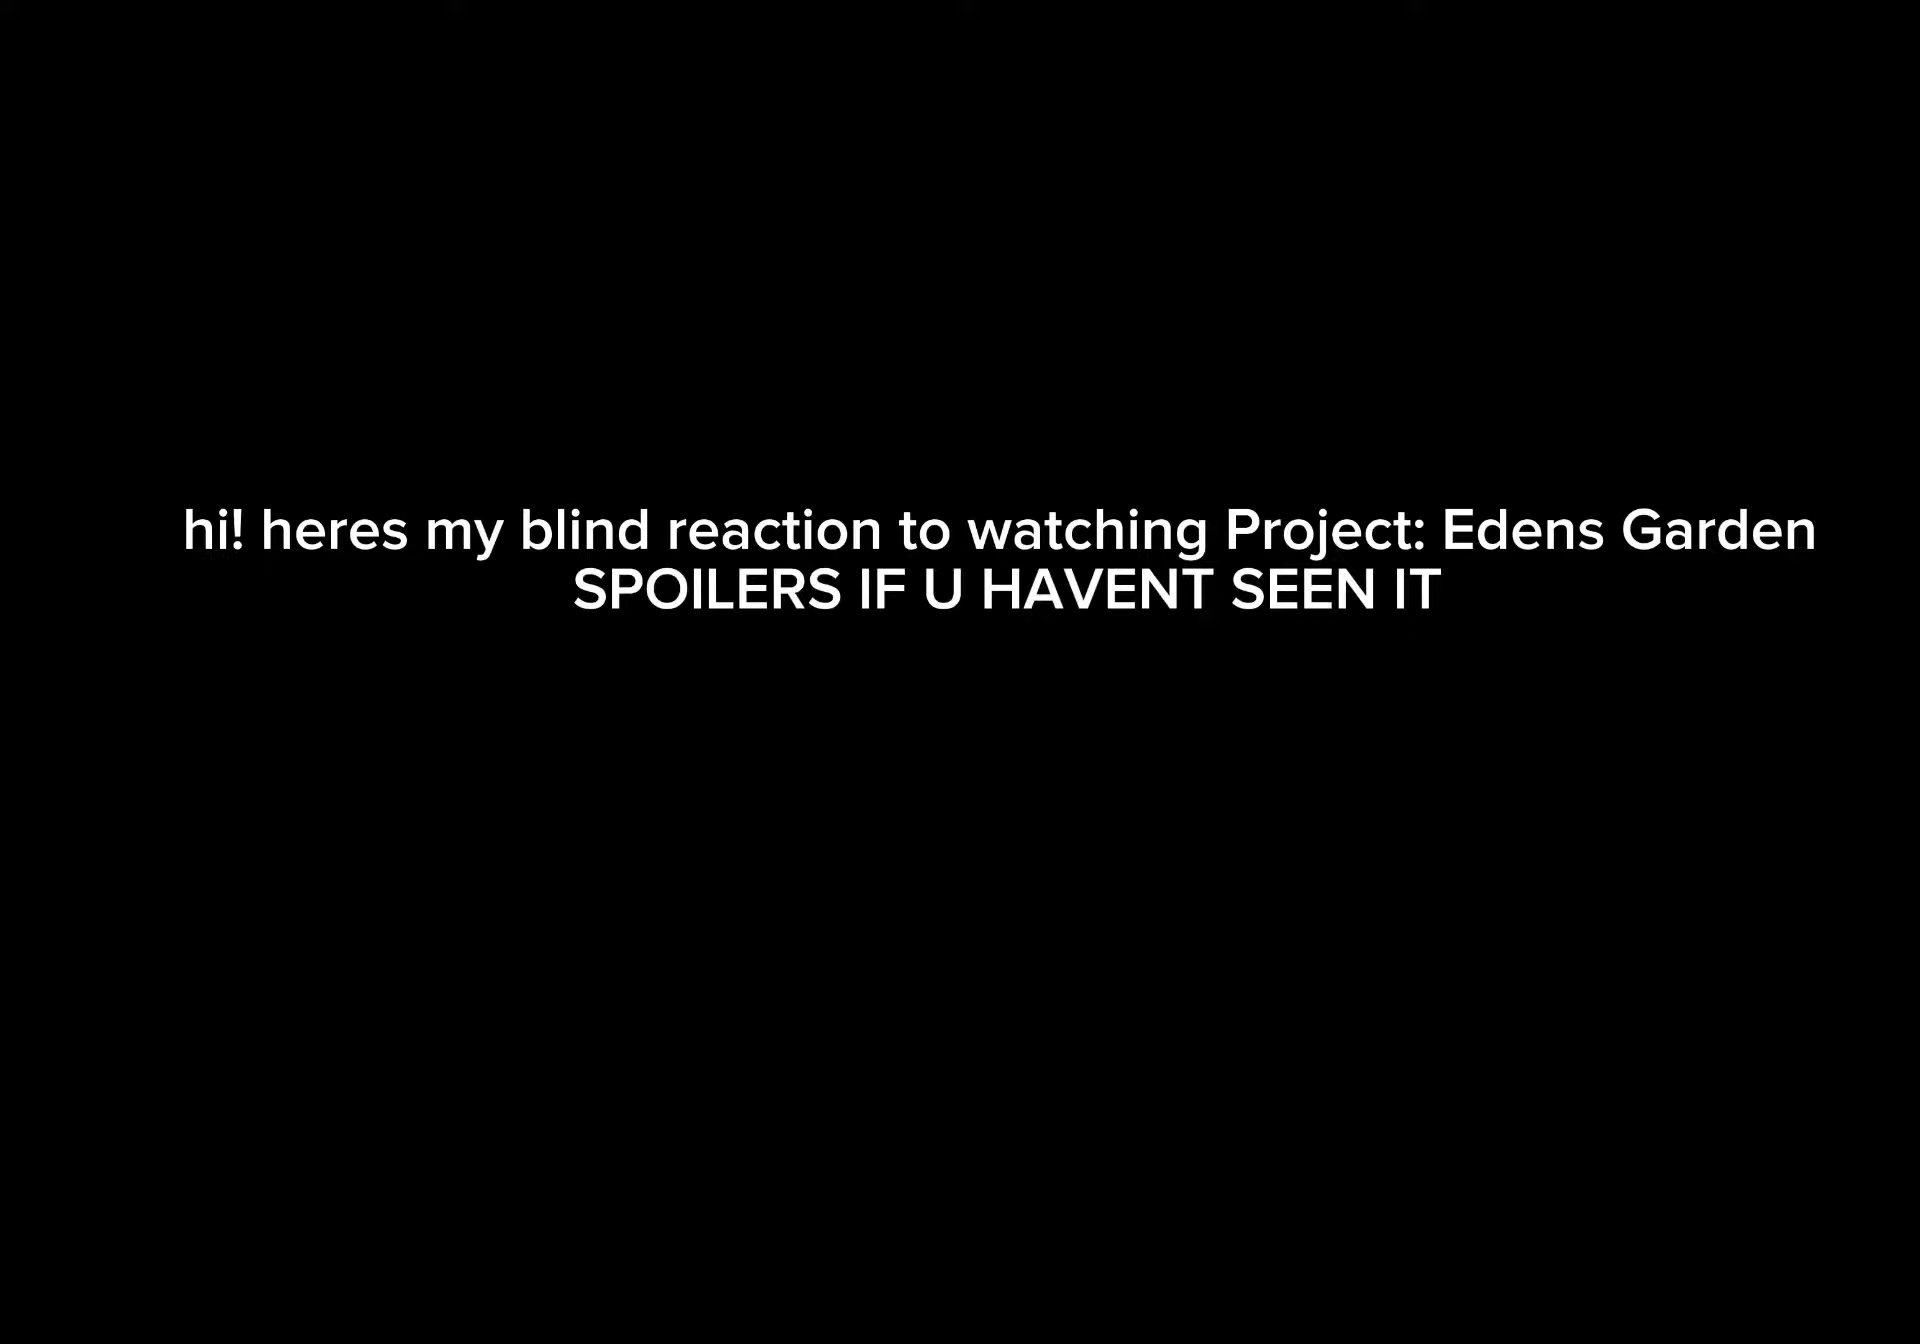 hi! heres my blind reaction to watching Project: Edens Garden
SPOILERS IF U HAVENT SEEN IT